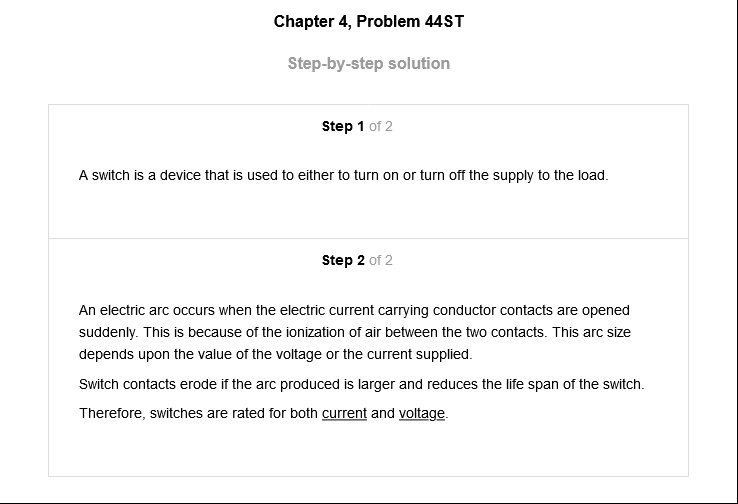 Chapter 4, Problem 44ST
Step-by-step solution
Step 1 of 2
A switch is a device that is used to either to turn on or turn off the supply to the load.
Step 2 of 2
An electric arc occurs when the electric current carrying conductor contacts are opened
suddenly. This is because of the ionization of air between the two contacts. This arc size
depends upon the value of the voltage or the current supplied.
Switch contacts erode if the arc produced is larger and reduces the life span of the switch.
Therefore, switches are rated for both current and voltage.